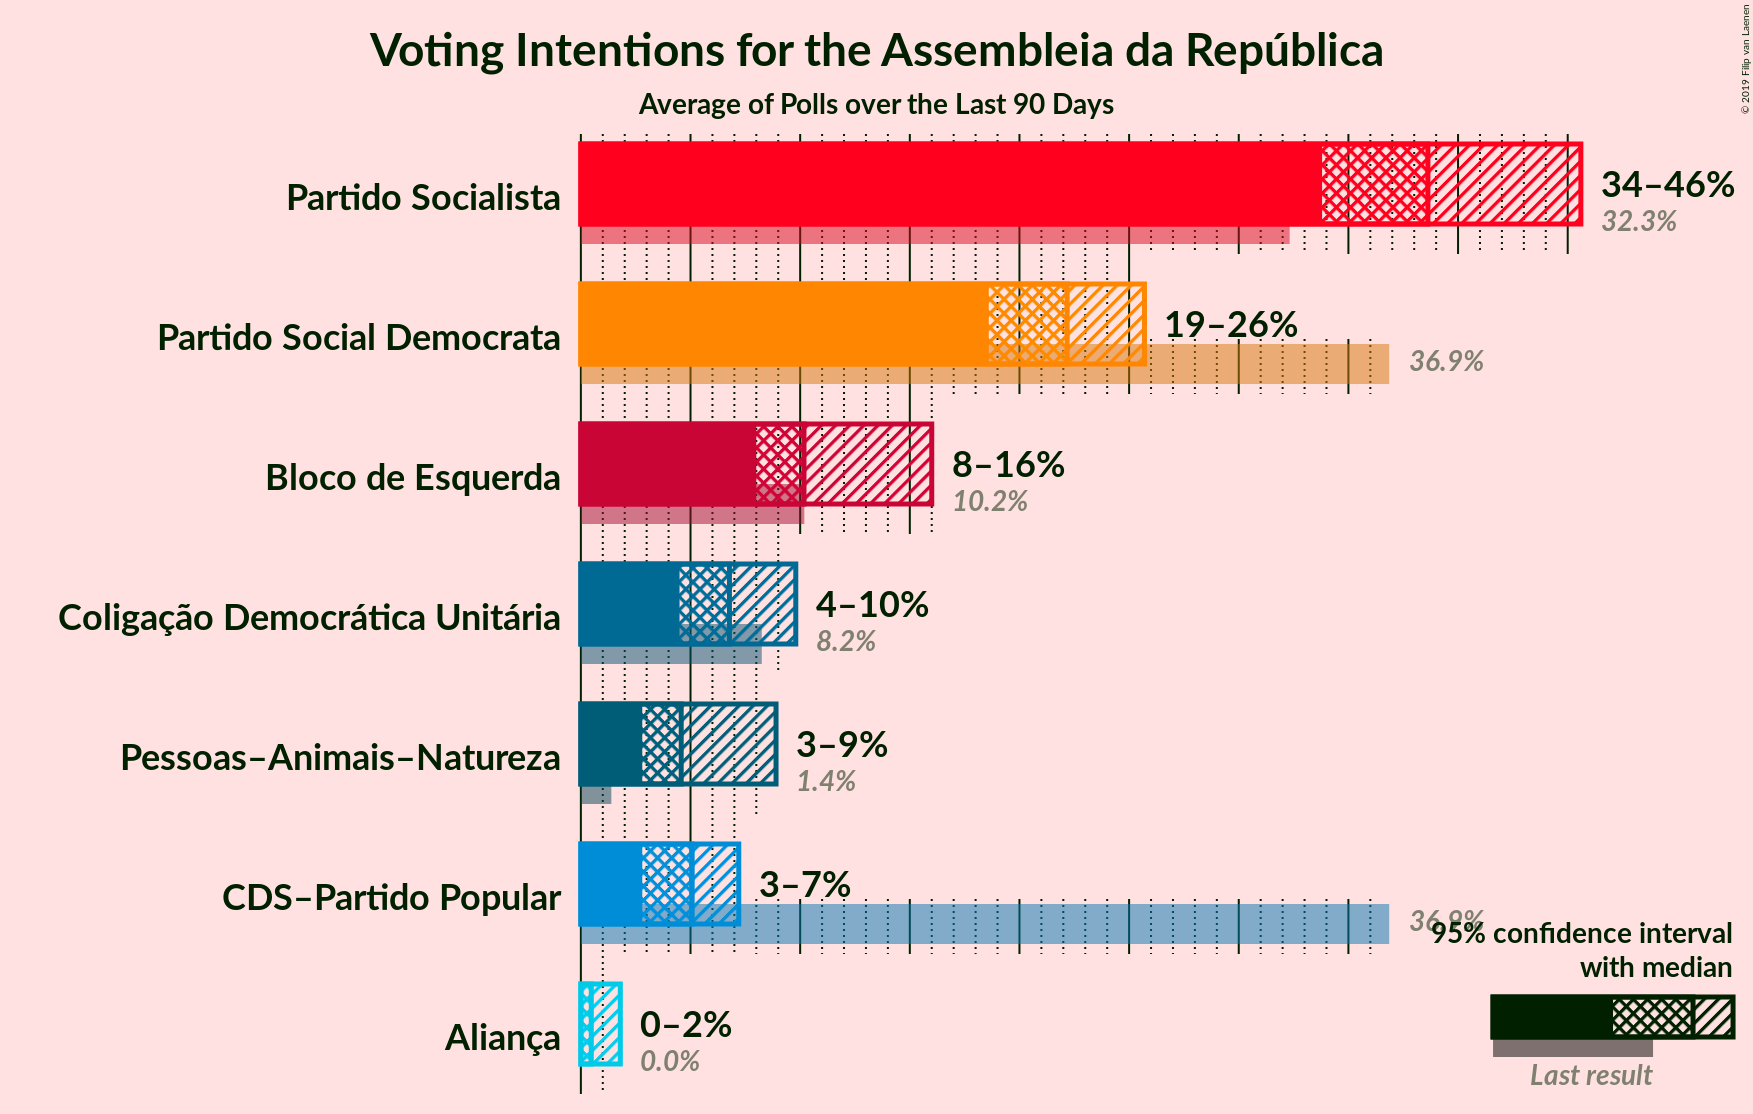 Voting Intentions for the Assembleia da República
Average of Polls over the Last 90 Days
© 2019 Filip van Laenen
Partido Socialista
34–46%
32.3%
Partido Social Democrata
19–26%
36.9%
Bloco de Esquerda
8–16%
10.2%
Coligação Democrática Unitária
4–10%
8.2%
Pessoas–Animais–Natureza
3–9%
1.4%
CDS–Partido Popular
3–7%
36.9%
Aliança
0–2%
0.0%
95% confidence interval
with median
Last result